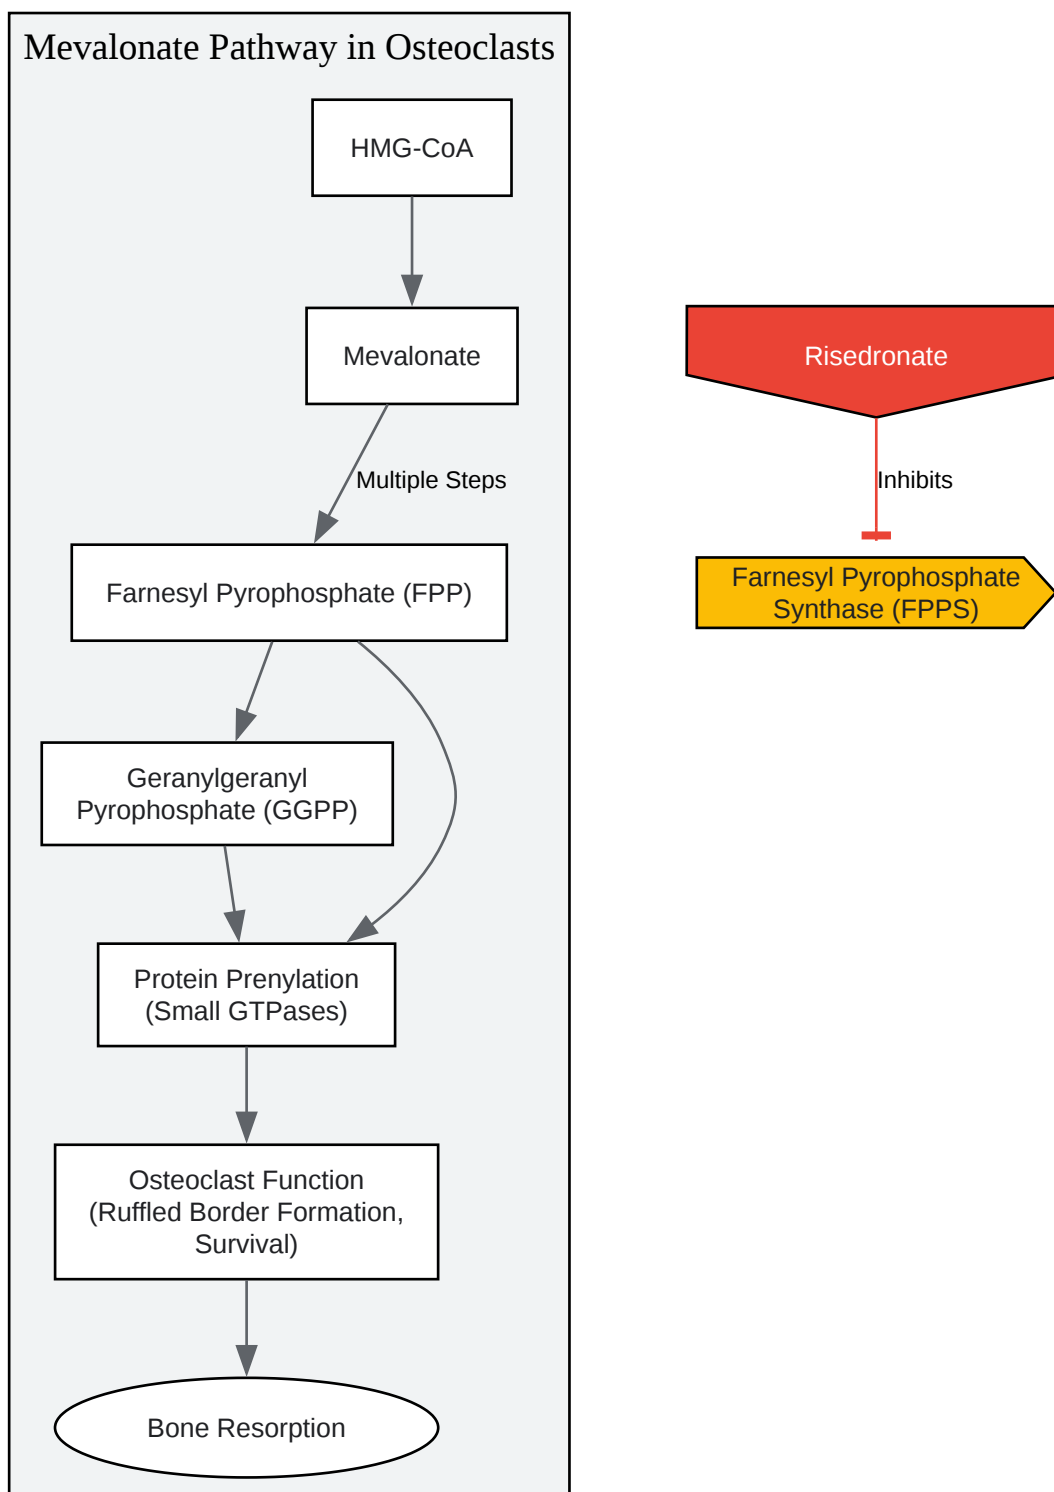 Mevalonate Pathway in Osteoclasts
HMG-CoA
Mevalonate
Risedronate
Multiple Steps
Inhibits
Farnesyl Pyrophosphate (FPP)
Farnesyl Pyrophosphate
Synthase (FPPS)
Geranylgeranyl
Pyrophosphate (GGPP)
Protein Prenylation
(Small GTPases)
Osteoclast Function
(Ruffled Border Formation,
Survival)
Bone Resorption